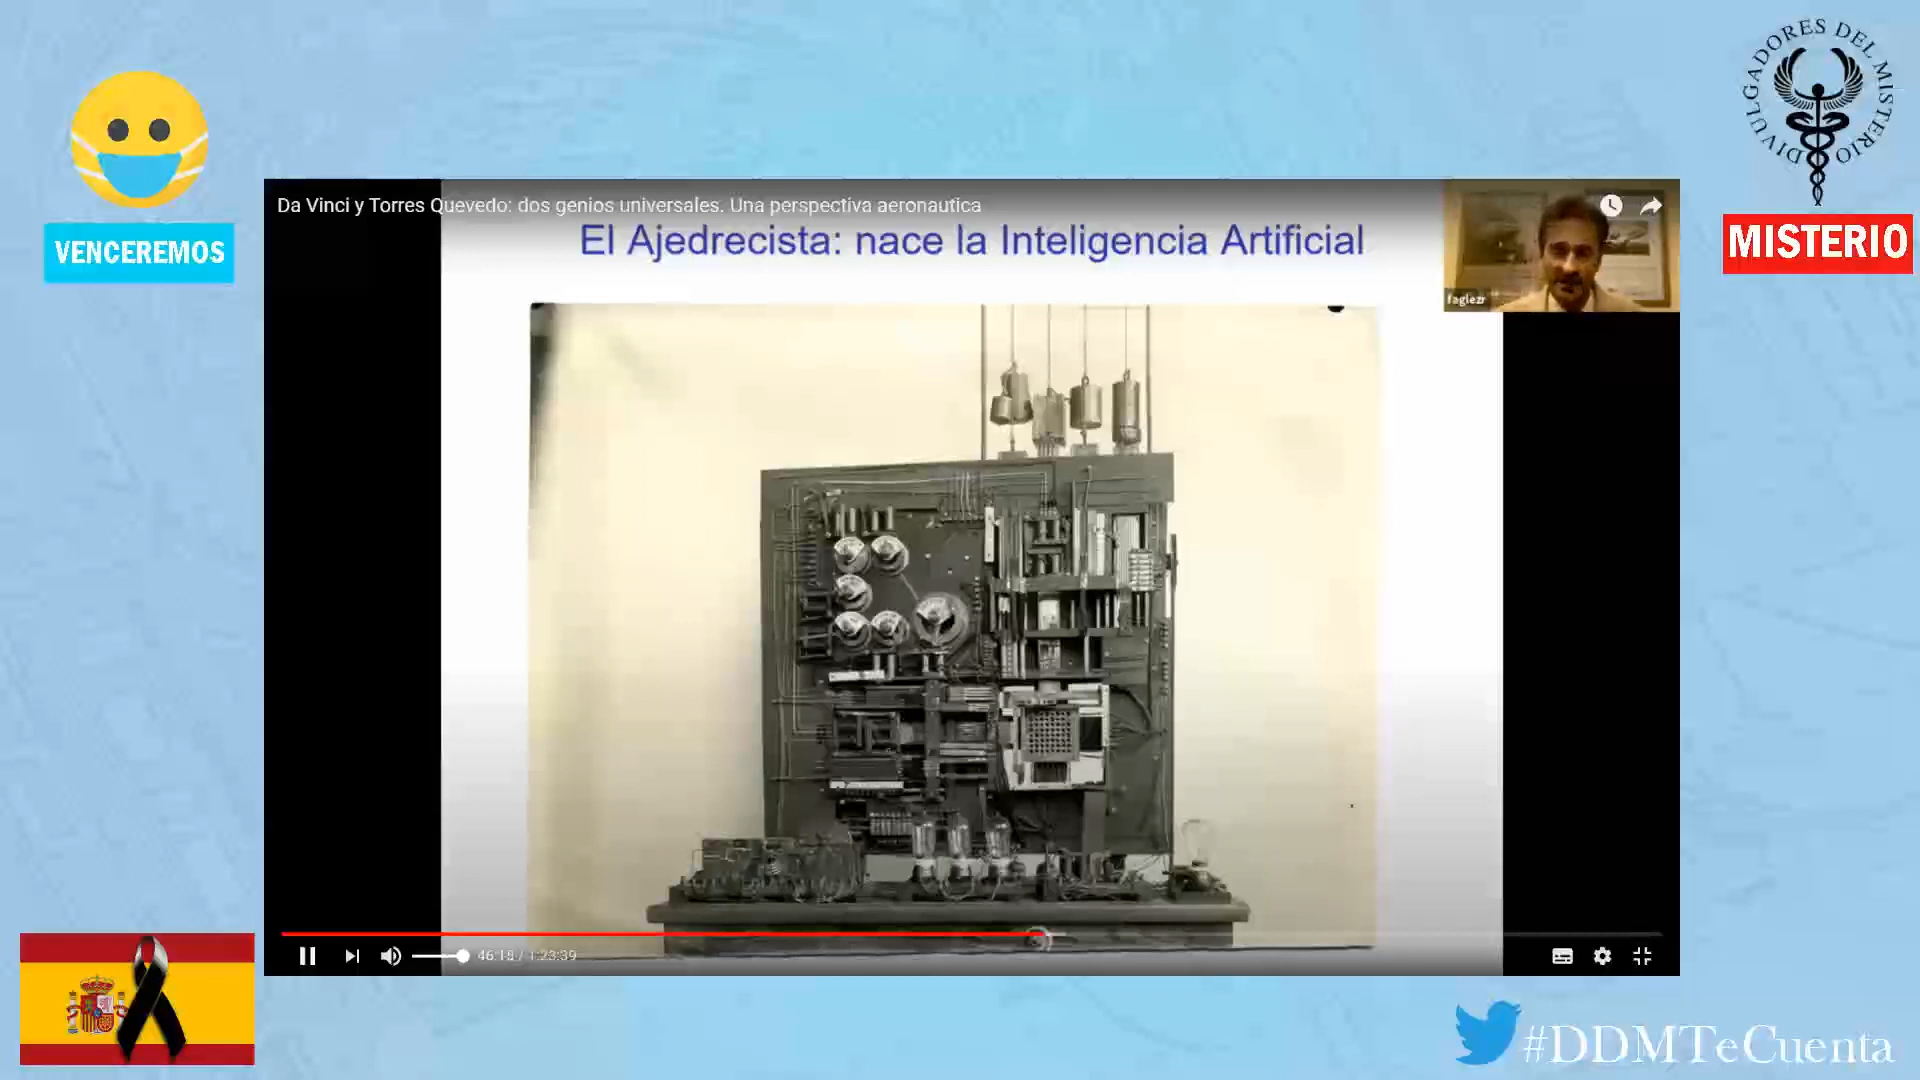 DIVULGADORES DEL MISTERIO
VENCEREMOS
MISTERIO
Da Vinci y Torres Quevedo: dos genios universales. Una perspectiva aeronautica
El Ajedrecista: nace la Inteligencia Artificial
faglezr
46:18 / 1:23:39
#DDMTeCuenta